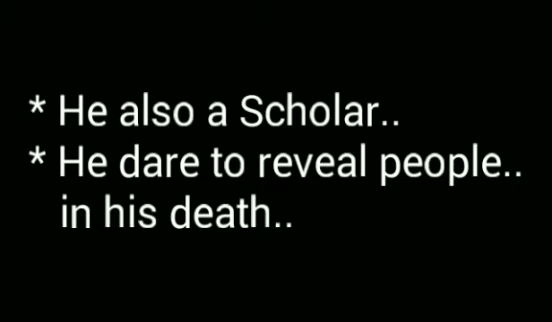 * He also a Scholar..
* He dare to reveal people..
in his death..